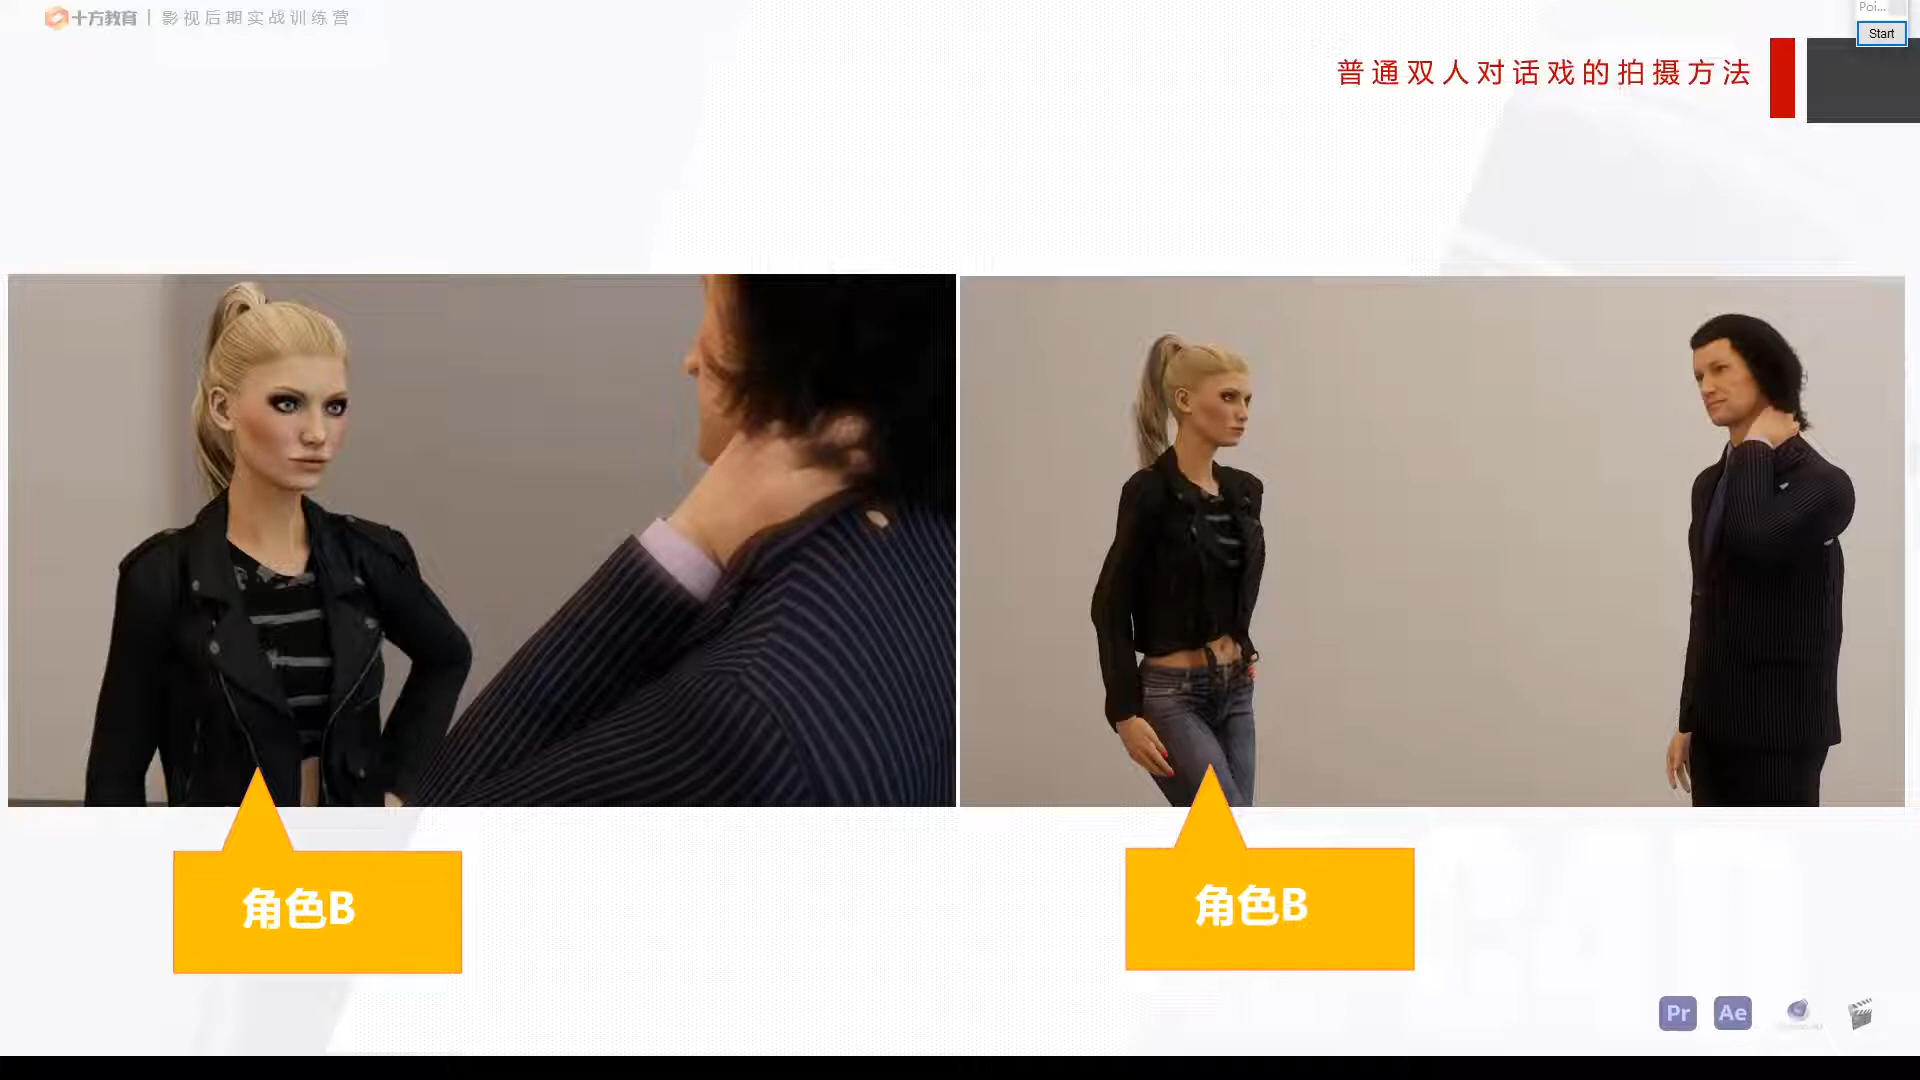 十方教育 | 影视后期实战训练营
Poi...
Start
普通双人对话戏的拍摄方法
角色B
角色B
Pr
Ae